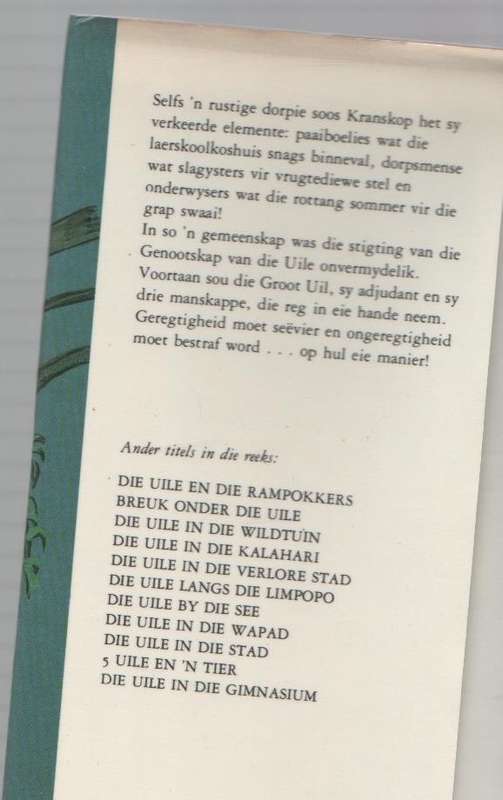 Selfs 'n rustige dorpie soos Kranskop het sy
verkeerde elemente: paaiboelies wat die
laerskoolkoshuis snags binneval, dorpsmense
wat slagysters vir vrugtediewe stel en
onderwysers wat die rottang sommer vir die
grap swaai!
In so 'n gemeenskap was die stigting van die
Genootskap van die Uile onvermydelik.
Voortaan sou die Groot Uil, sy adjudant en sy
drie manskappe, die reg in eie hande neem.
Geregtigheid moet seëvier en ongeregtigheid
moet bestraf word . . . op hul eie manier!
Ander titels in die reeks:
DIE UILE EN DIE RAMPOKKERS
BREUK ONDER DIE UILE
DIE UILE IN DIE WILDTUIN
DIE UILE IN DIE KALAHARI
DIE UILE IN DIE VERLORE STAD
DIE UILE LANGS DIE LIMPOPO
DIE UILE BY DIE SEE
DIE UILE IN DIE WAPAD
DIE UILE IN DIE STAD
5 UILE EN 'N TIER
DIE UILE IN DIE GIMNASIUM